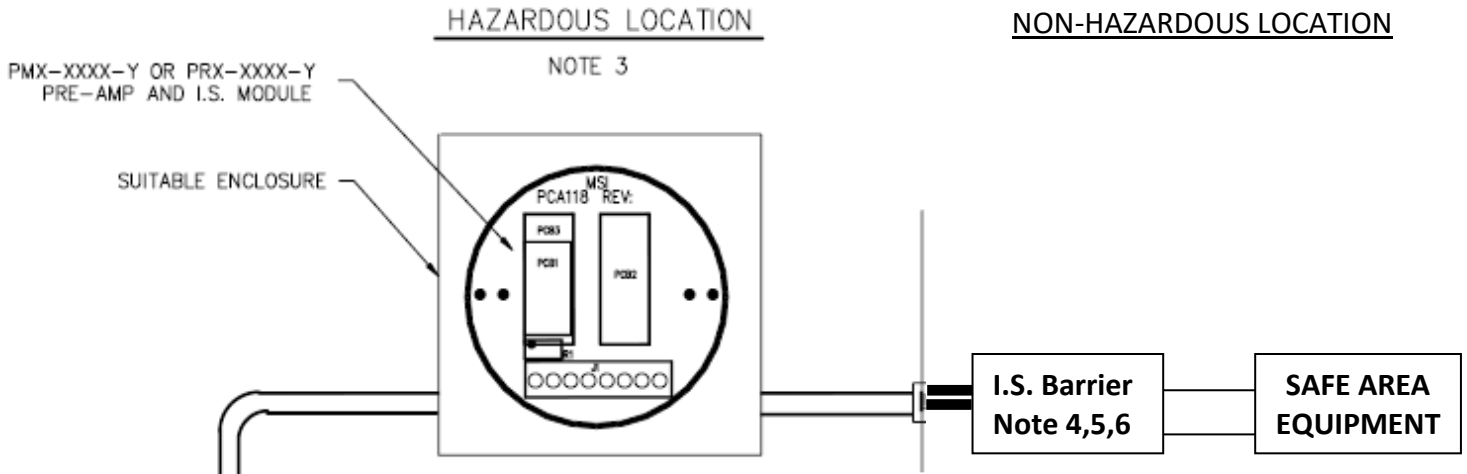 HAZARDOUS LOCATION
NON-HAZARDOUS LOCATION
NOTE 3
PMX-XXXX-Y OR PRX-XXXX-Y
PRE-AMP AND I.S. MODULE
SUITABLE ENCLOSURE
MSI
PCA118 REV:
PCB3
PCB1
PCB2
R1
J1
I.S. Barrier
Note 4,5,6
SAFE AREA
EQUIPMENT